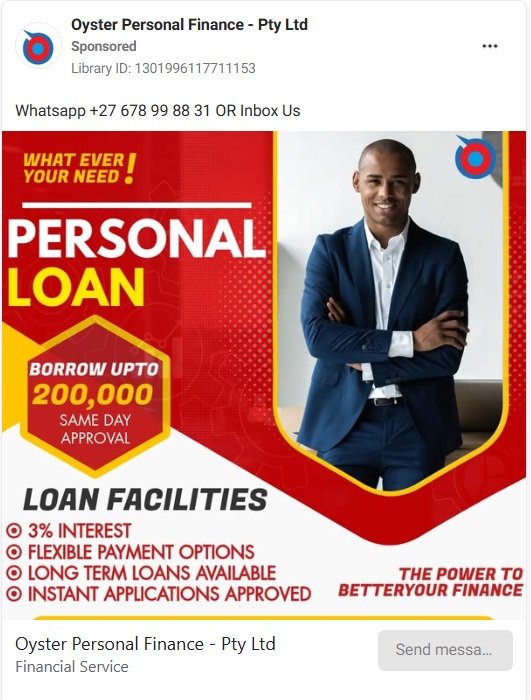 Oyster Personal Finance - Pty Ltd
Sponsored
Library ID: 1301996117711153
Whatsapp +27 678 99 88 31 OR Inbox Us
WHAT EVER
YOUR NEED!
PERSONAL
LOAN
BORROW UPTO
200,000
SAME DAY
APPROVAL
LOAN FACILITIES
3% INTEREST
FLEXIBLE PAYMENT OPTIONS
LONG TERM LOANS AVAILABLE
INSTANT APPLICATIONS APPROVED
THE POWER TO
BETTERYOUR FINANCE
Oyster Personal Finance - Pty Ltd
Financial Service
Send messa...